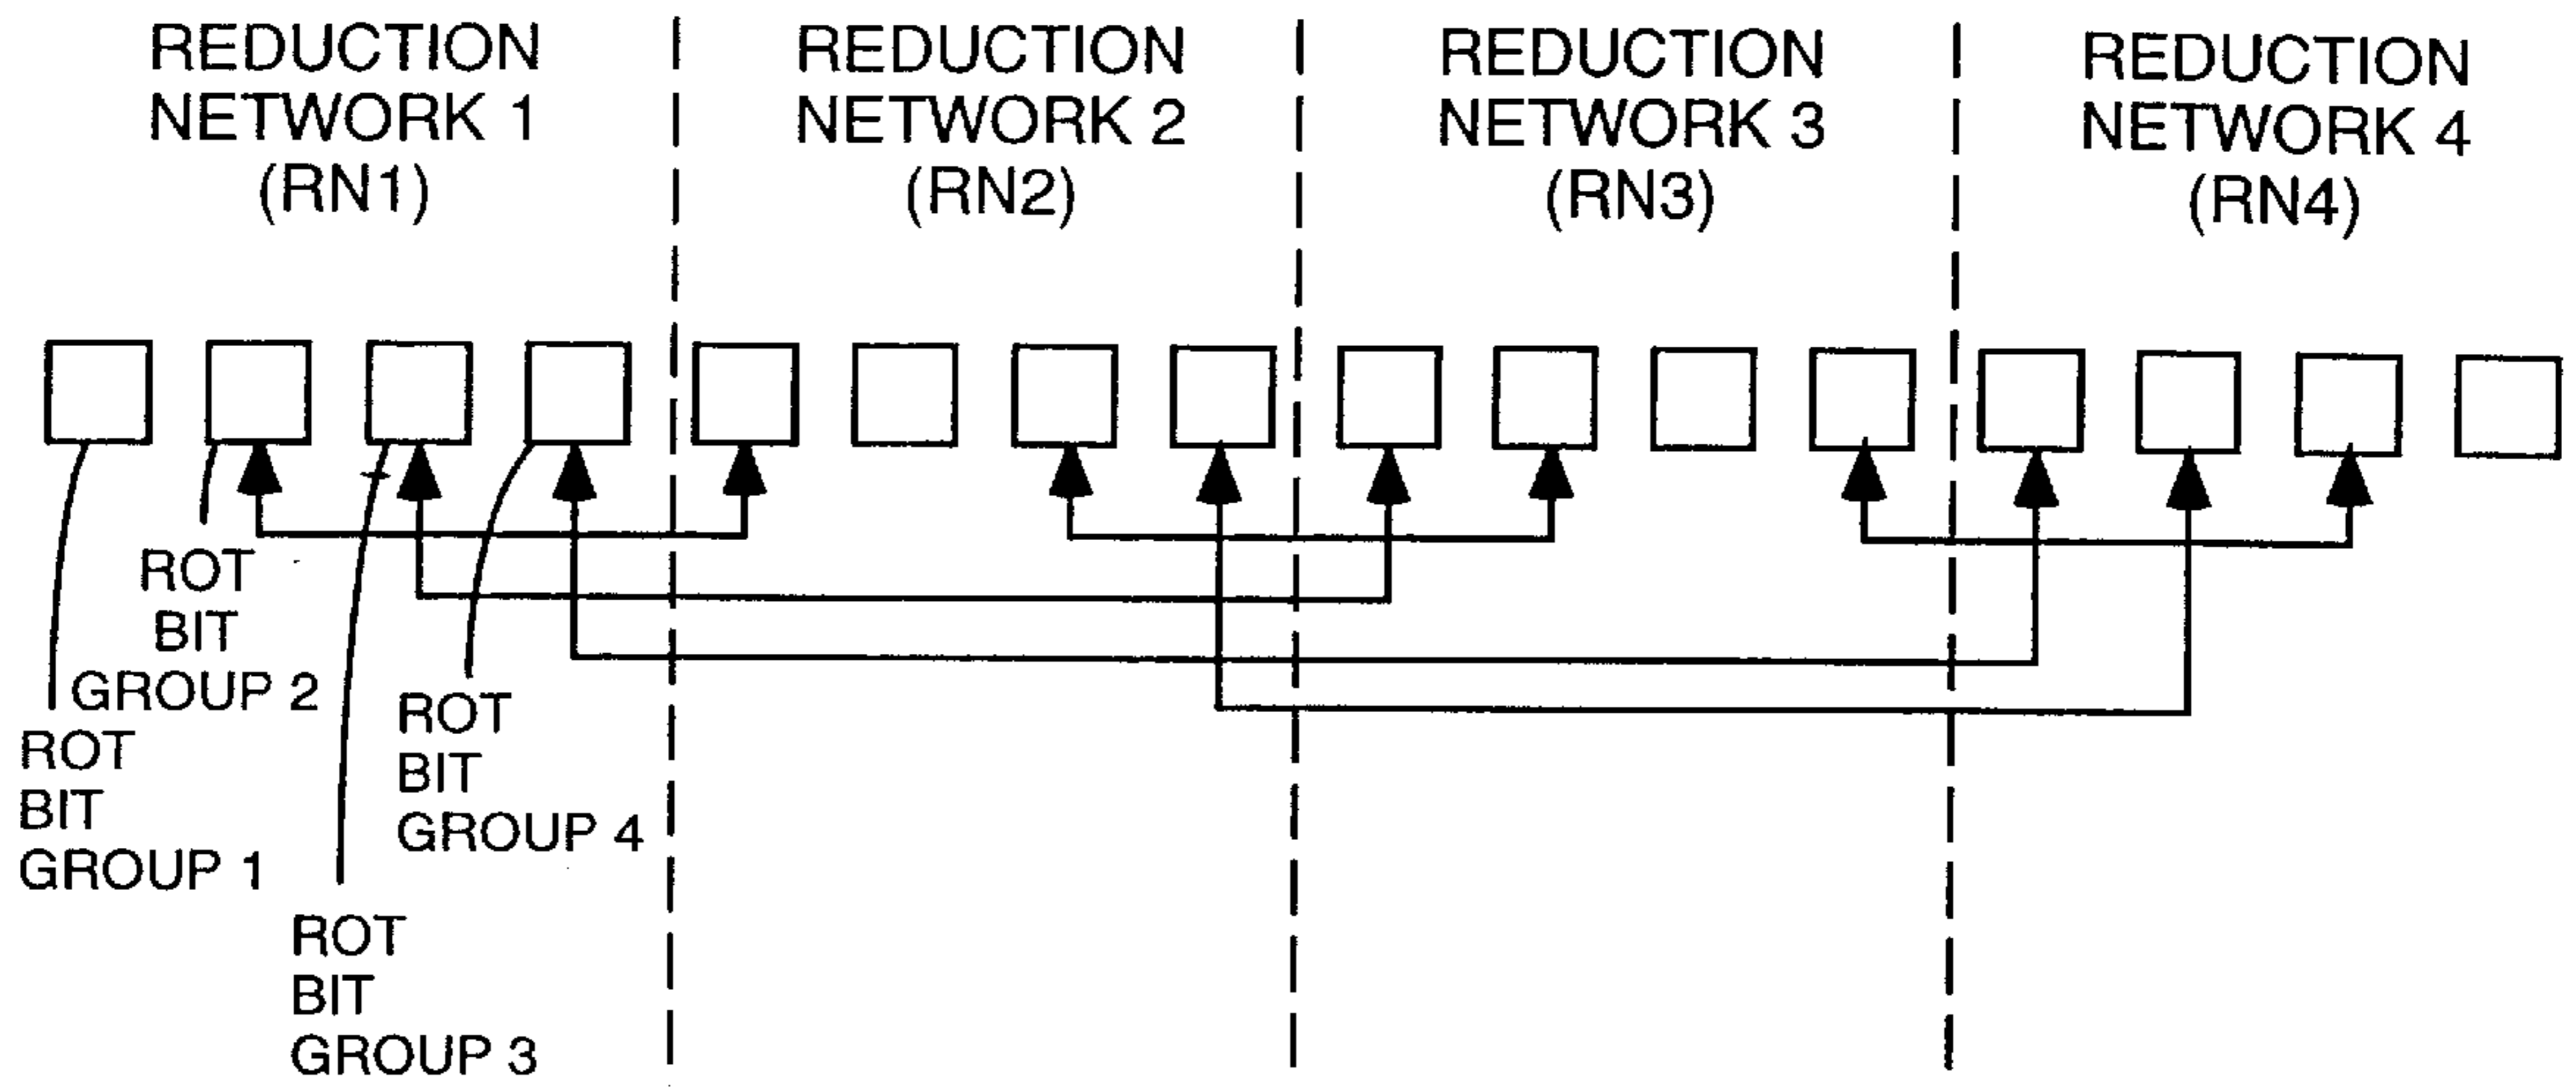 REDUCTION
NETWORK 1
(RN1)
REDUCTION
NETWORK 2
(RN2)
REDUCTION
NETWORK 3
(RN3)
REDUCTION
NETWORK 4
(RN4)
ROT
BIT
GROUP 2
ROT
BIT
GROUP 1
ROT
BIT
GROUP 4
ROT
BIT
GROUP 3